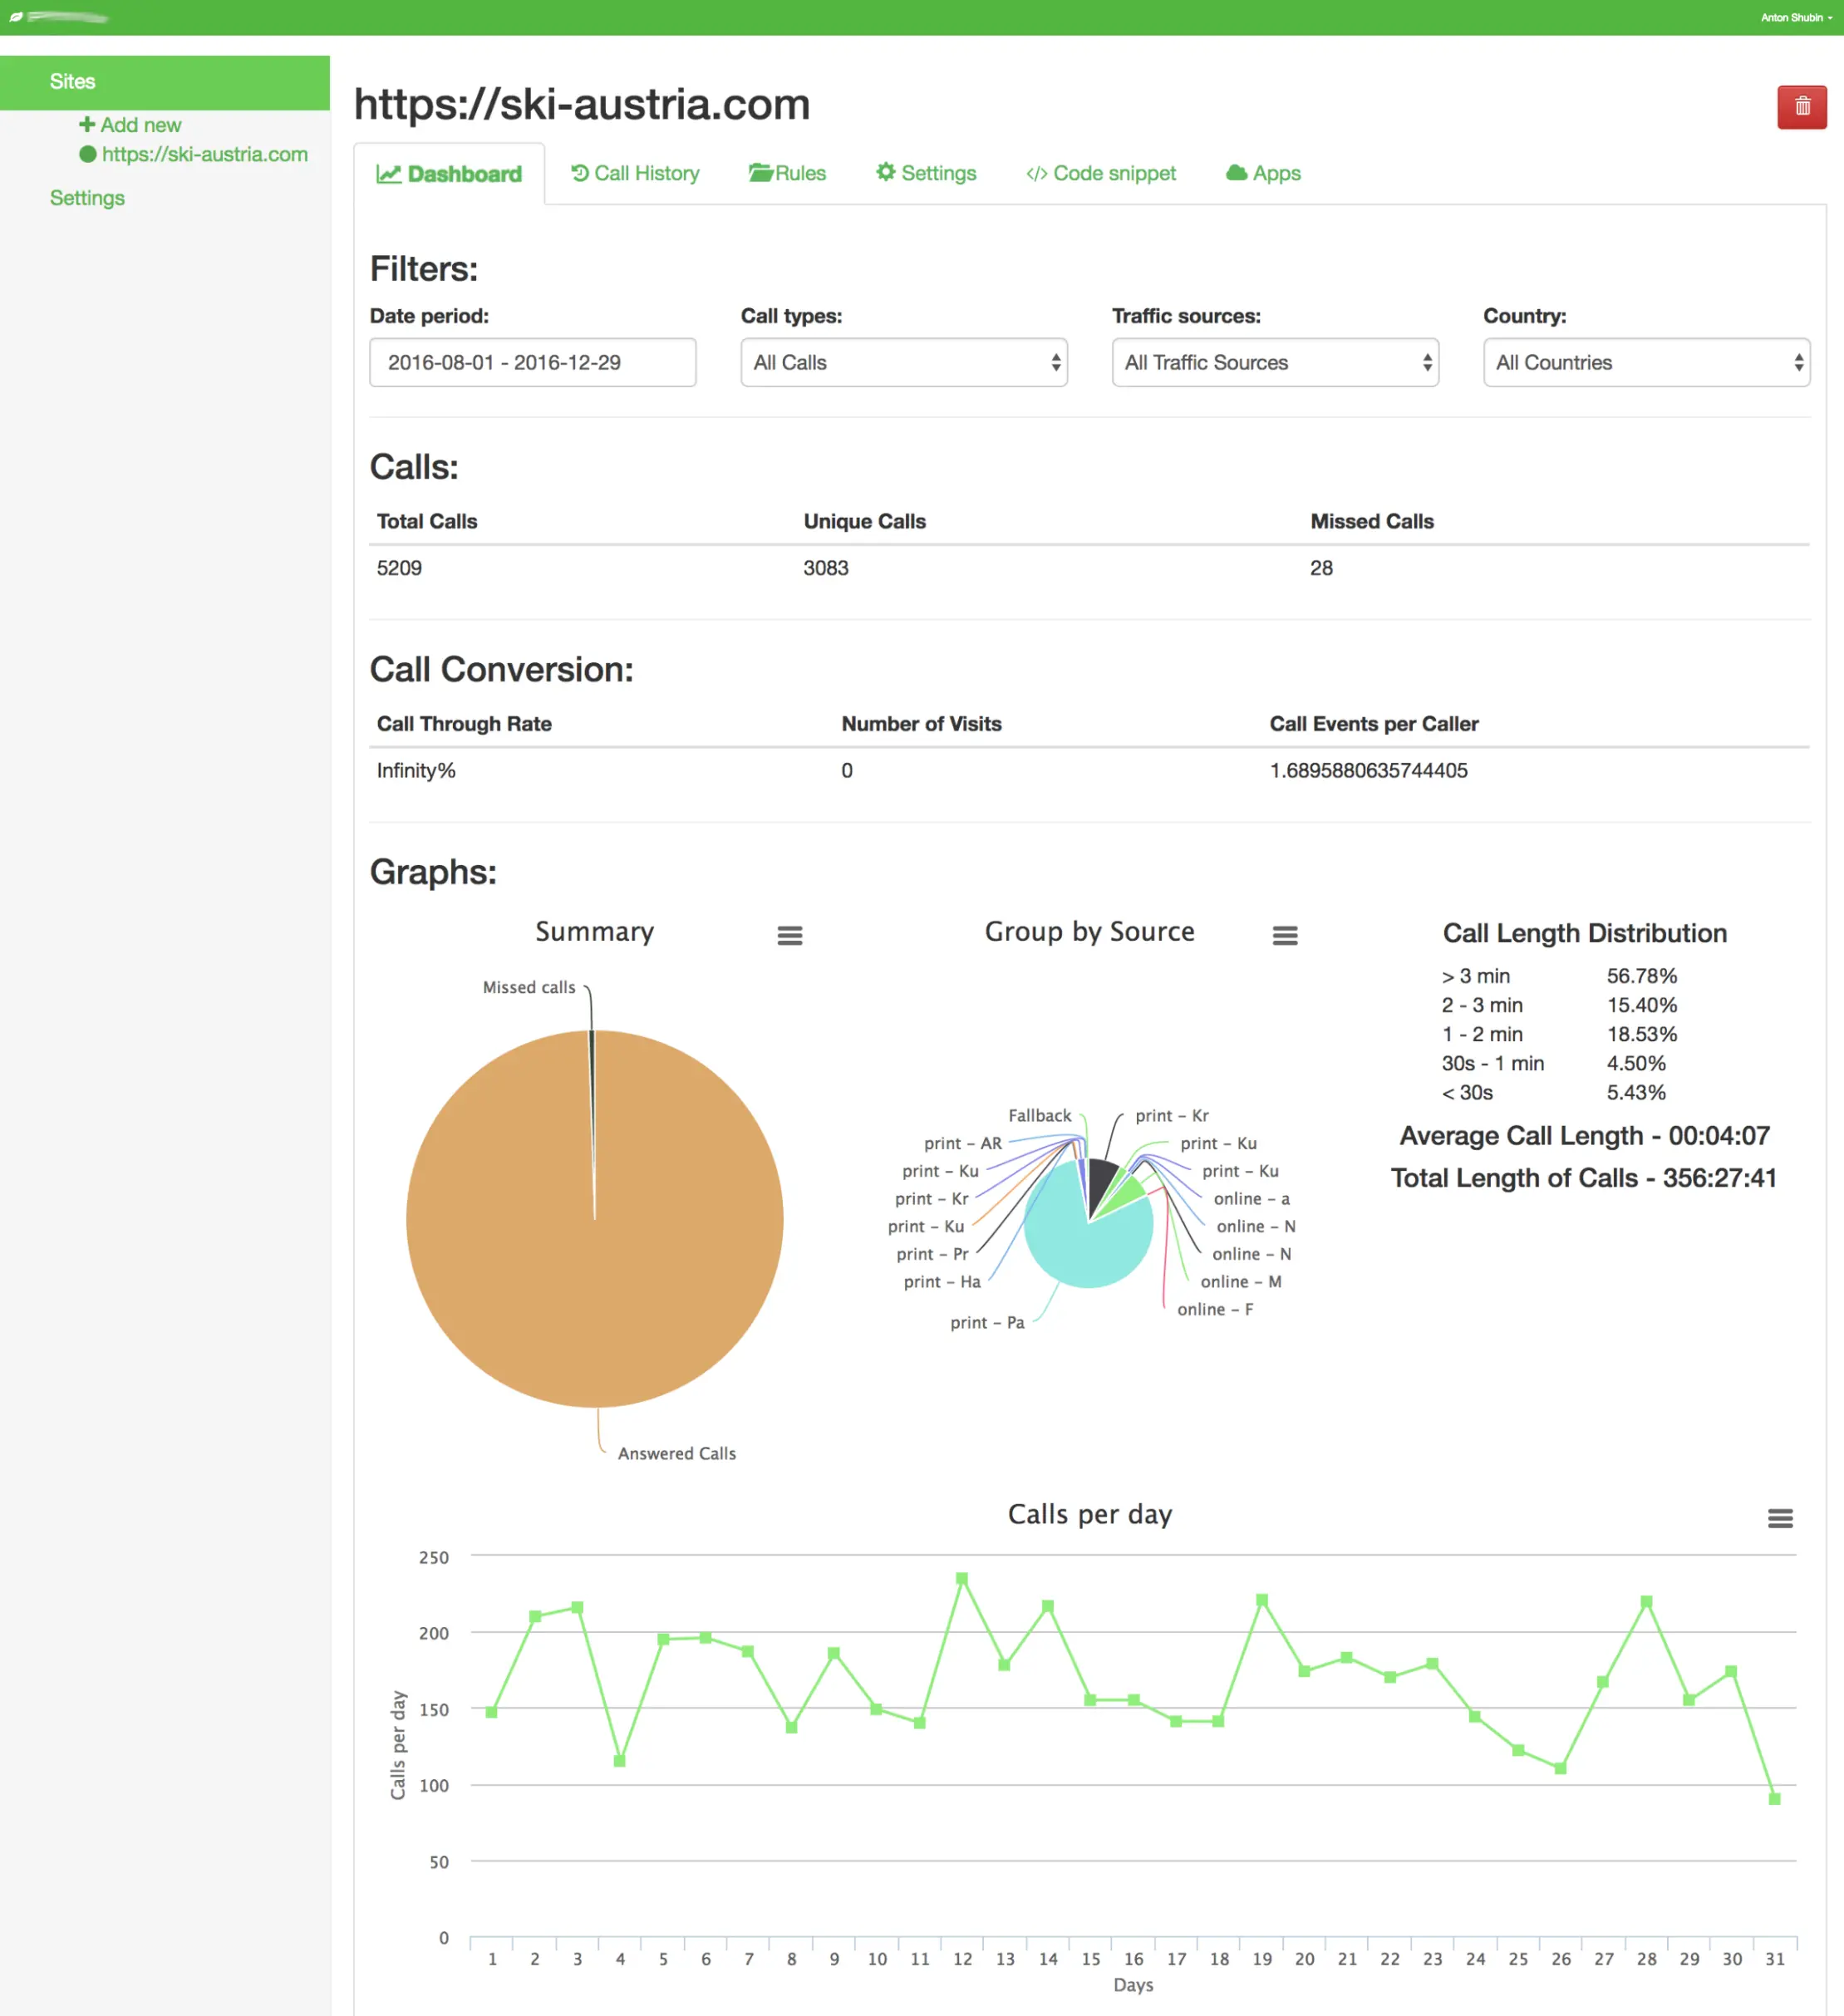 Anton Shubin
Sites
Add new
https://ski-austria.com
Settings
https://ski-austria.com
Dashboard Call History Rules Settings </> Code snippet Apps
Filters:
Date period: Call types: Traffic sources: Country:
2016-08-01 - 2016-12-29 All Calls All Traffic Sources All Countries
Calls:
Total Calls Unique Calls Missed Calls
5209 3083 28
Call Conversion:
Call Through Rate Number of Visits Call Events per Caller
Infinity% 0 1.6895880635744405
Graphs:
Summary
Missed calls
Answered Calls
Group by Source
Fallback
print - AR
print - Ku
print - Kr
print - Ku
print - Pr
print - Ha
print - Pa
print - Kr
print - Ku
print - Ku
online - a
online - N
online - N
online - M
online - F
Call Length Distribution
> 3 min 56.78%
2 - 3 min 15.40%
1 - 2 min 18.53%
30s - 1 min 4.50%
< 30s 5.43%
Average Call Length - 00:04:07
Total Length of Calls - 356:27:41
Calls per day
Calls per day
250
200
150
100
50
0
1 2 3 4 5 6 7 8 9 10 11 12 13 14 15 16 17 18 19 20 21 22 23 24 25 26 27 28 29 30 31
Days